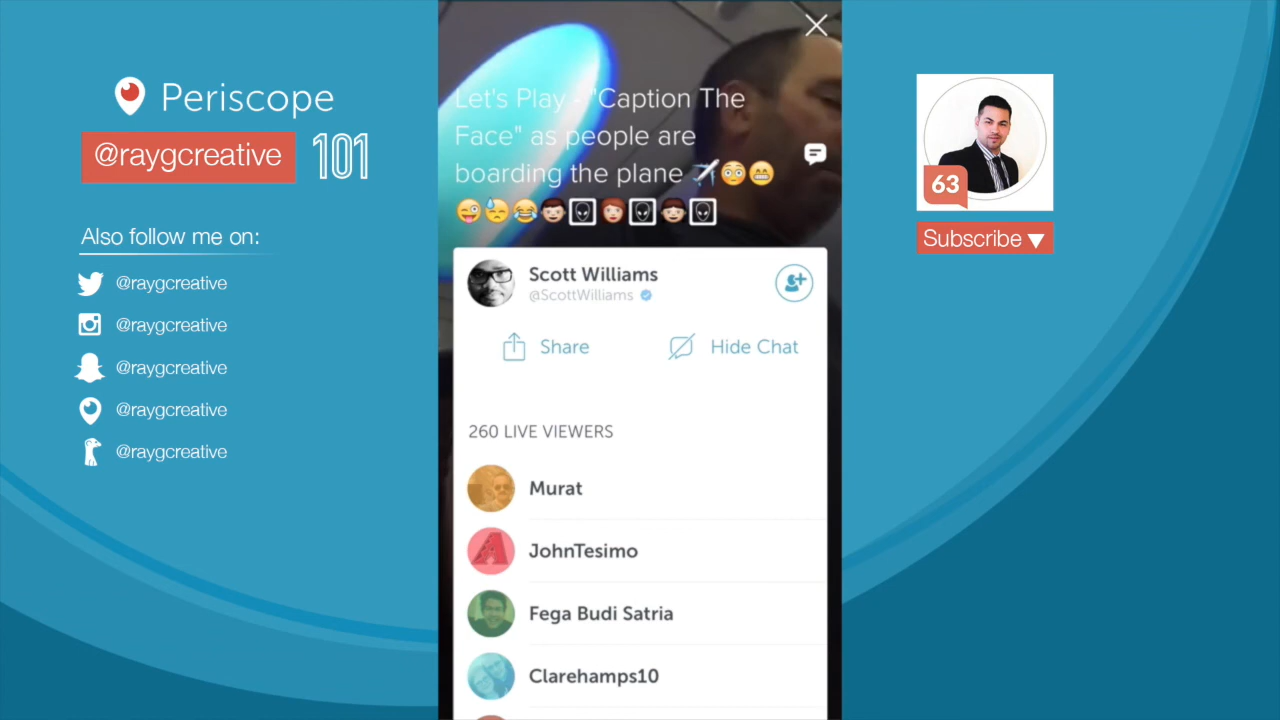 Periscope
@raygcreative 101
Also follow me on:
@raygcreative
@raygcreative
@raygcreative
@raygcreative
@raygcreative
Let's Play - "Caption The
Face" as people are
boarding the plane ✈️😳😁
😜😓😂👦👽👩👽👧👽
Scott Williams
@ScottWilliams
Share
Hide Chat
260 LIVE VIEWERS
Murat
JohnTesimo
Fega Budi Satria
Clarehamps10
63
Subscribe ▼